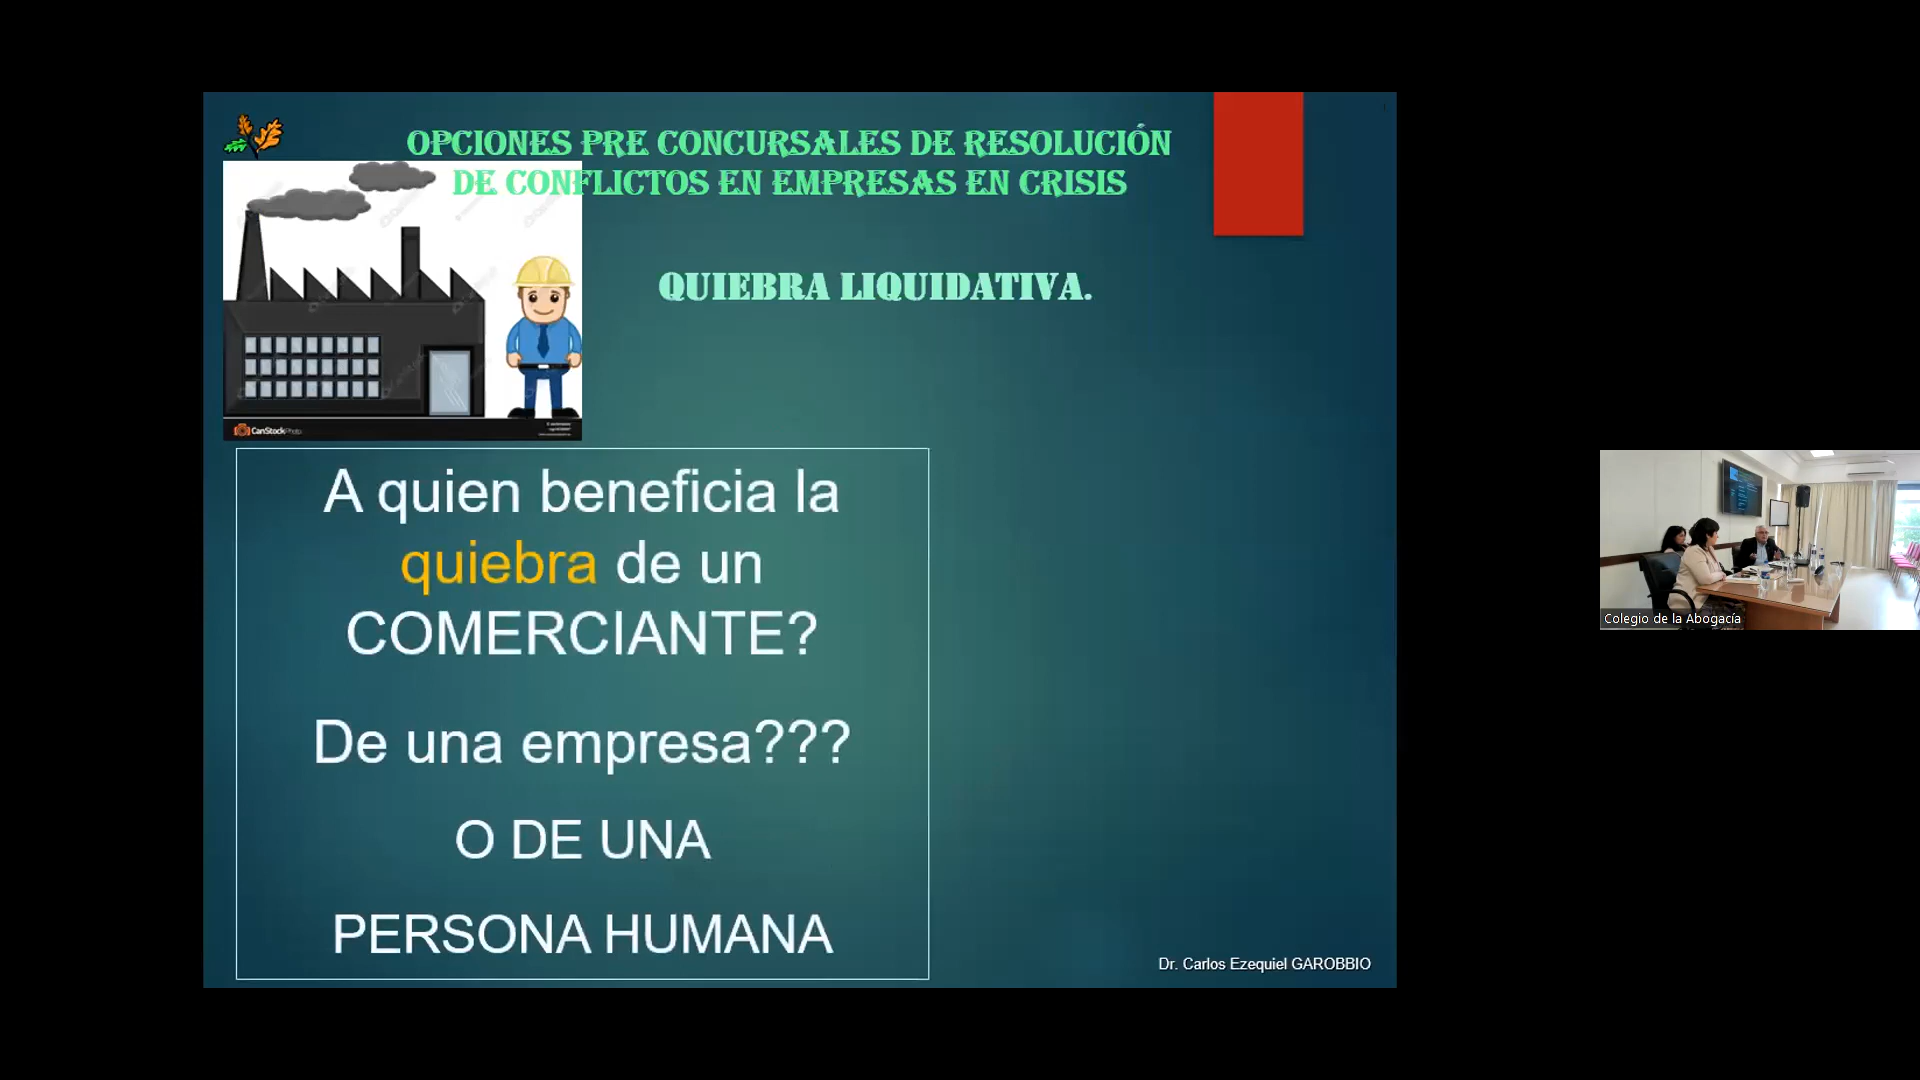 OPCIONES PRE CONCURSALES DE RESOLUCIÓN
DE CONFLICTOS EN EMPRESAS EN CRISIS
QUIEBRA LIQUIDATIVA.
CanStockPhoto
A quien beneficia la
quiebra de un
COMERCIANTE?
De una empresa???
O DE UNA
PERSONA HUMANA
Dr. Carlos Ezequiel GAROBBIO
Colegio de la Abogacía